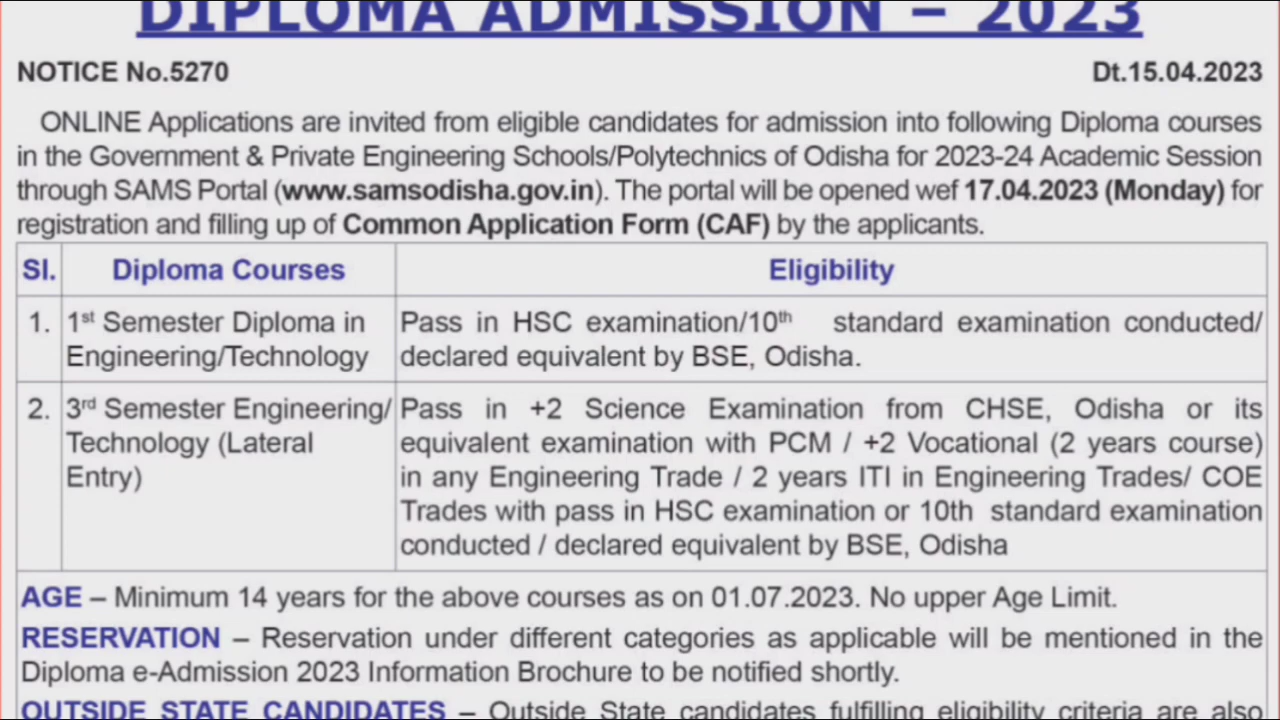 DIPLOMA ADMISSION – 2023
NOTICE No.5270 Dt.15.04.2023
ONLINE Applications are invited from eligible candidates for admission into following Diploma courses
in the Government & Private Engineering Schools/Polytechnics of Odisha for 2023-24 Academic Session
through SAMS Portal (www.samsodisha.gov.in). The portal will be opened wef 17.04.2023 (Monday) for
registration and filling up of Common Application Form (CAF) by the applicants.
Sl. Diploma Courses Eligibility
1. 1st Semester Diploma in
Engineering/Technology
Pass in HSC examination/10th standard examination conducted/
declared equivalent by BSE, Odisha.
2. 3rd Semester Engineering/
Technology (Lateral
Entry)
Pass in +2 Science Examination from CHSE, Odisha or its
equivalent examination with PCM / +2 Vocational (2 years course)
in any Engineering Trade / 2 years ITI in Engineering Trades/ COE
Trades with pass in HSC examination or 10th standard examination
conducted / declared equivalent by BSE, Odisha
AGE – Minimum 14 years for the above courses as on 01.07.2023. No upper Age Limit.
RESERVATION – Reservation under different categories as applicable will be mentioned in the
Diploma e-Admission 2023 Information Brochure to be notified shortly.
OUTSIDE STATE CANDIDATES – Outside State candidates fulfilling eligibility criteria are also